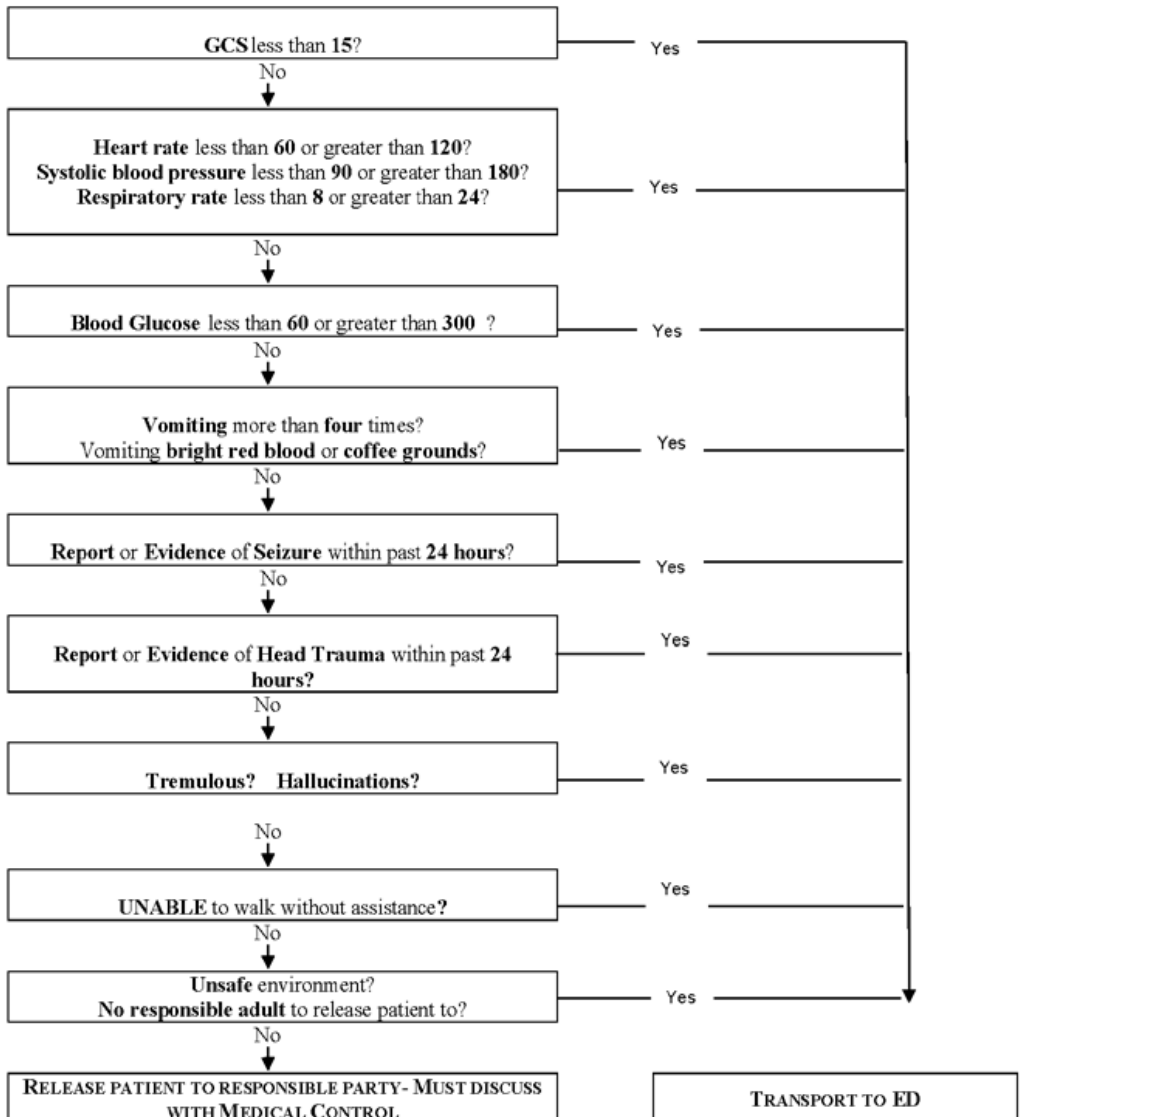 GCS less than 15?
Yes
No
Heart rate less than 60 or greater than 120?
Systolic blood pressure less than 90 or greater than 180?
Respiratory rate less than 8 or greater than 24?
Yes
No
Blood Glucose less than 60 or greater than 300 ?
Yes
No
Vomiting more than four times?
Vomiting bright red blood or coffee grounds?
Yes
No
Report or Evidence of Seizure within past 24 hours?
Yes
No
Report or Evidence of Head Trauma within past 24
hours?
Yes
No
Tremulous? Hallucinations?
Yes
No
UNABLE to walk without assistance?
Yes
No
Unsafe environment?
No responsible adult to release patient to?
Yes
No
RELEASE PATIENT TO RESPONSIBLE PARTY- MUST DISCUSS
WITH MEDICAL CONTROL
TRANSPORT TO ED